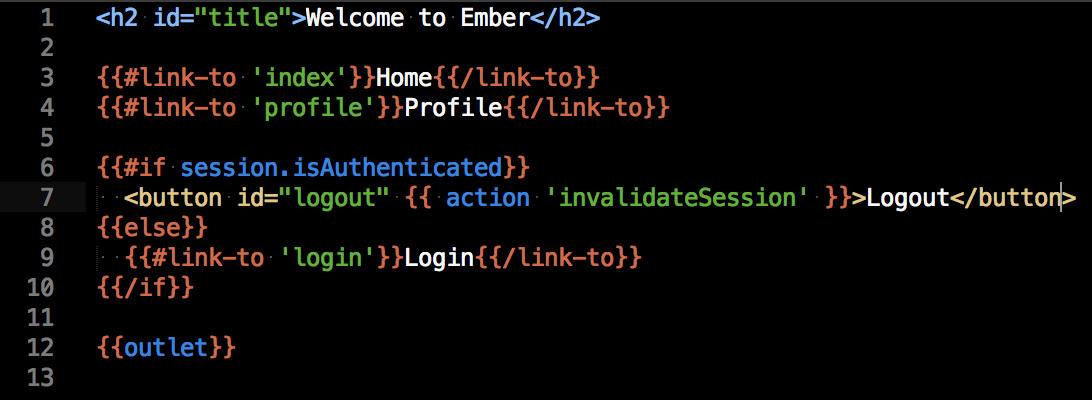 1 <h2 id="title">Welcome to Ember</h2>
2
3 {{#link-to 'index'}}Home{{/link-to}}
4 {{#link-to 'profile'}}Profile{{/link-to}}
5
6 {{#if session.isAuthenticated}}
7   <button id="logout" {{ action 'invalidateSession' }}>Logout</button>
8 {{else}}
9   {{#link-to 'login'}}Login{{/link-to}}
10 {{/if}}
11
12 {{outlet}}
13